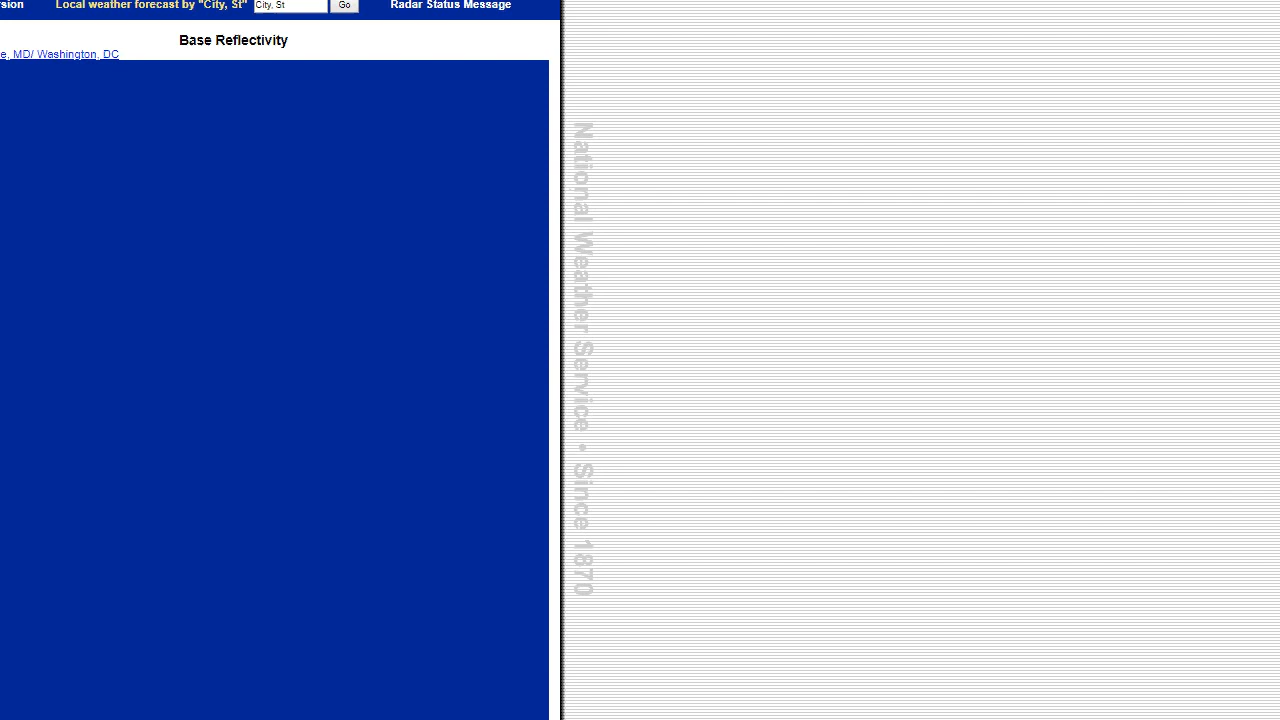 rsion Local weather forecast by "City, St" City, St Go Radar Status Message
Base Reflectivity
e, MD/ Washington, DC
National Weather Service • Since 1870